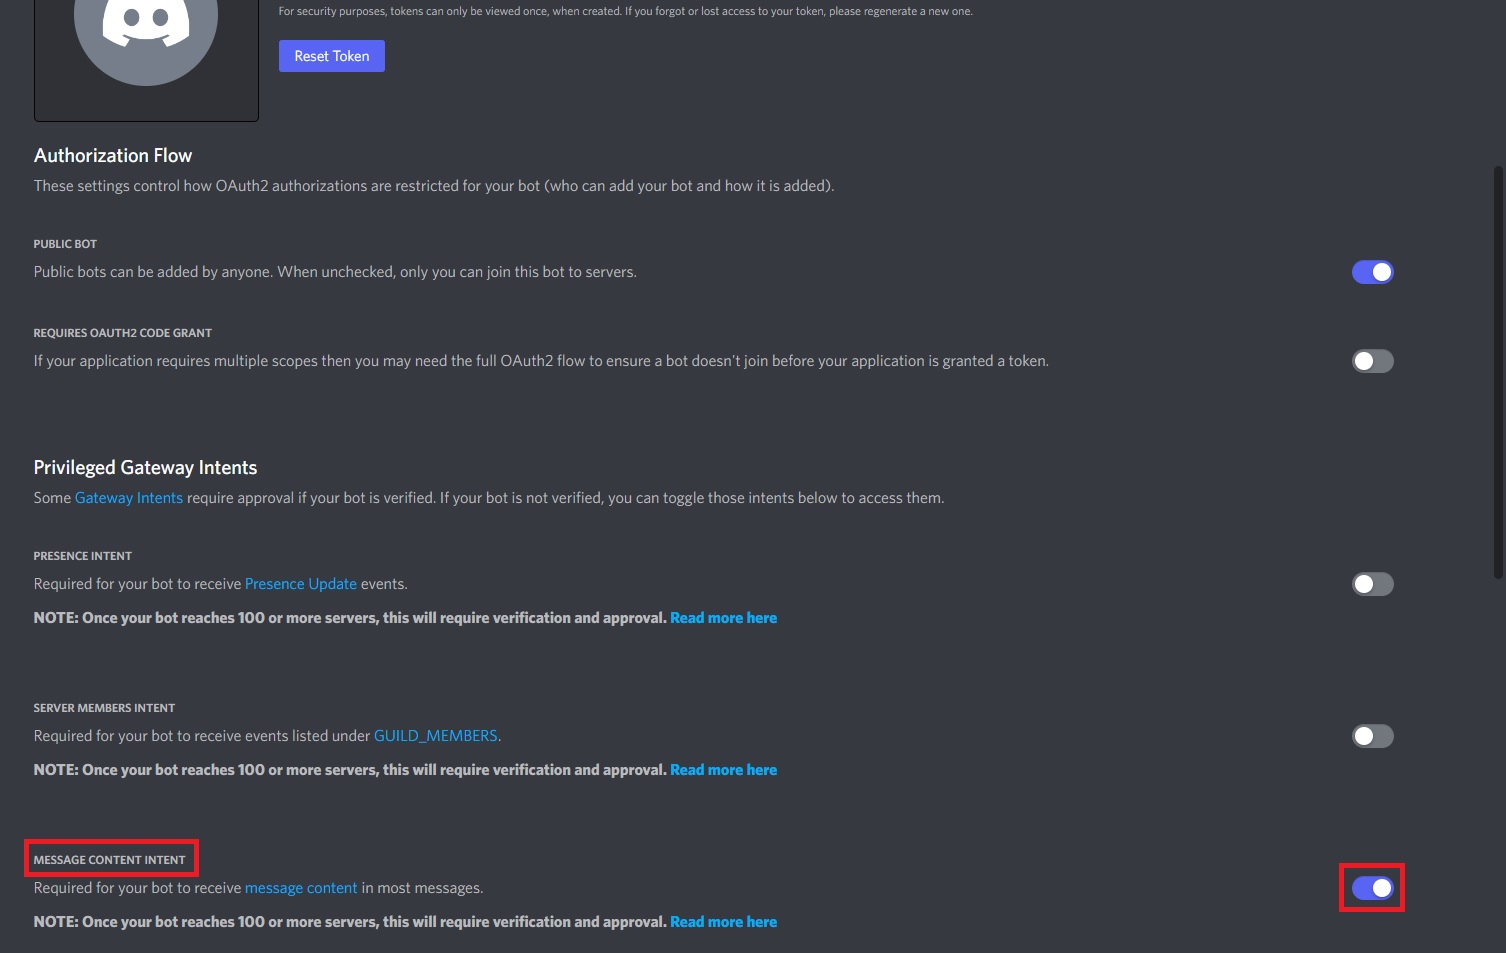 For security purposes, tokens can only be viewed once, when created. If you forgot or lost access to your token, please regenerate a new one.
Reset Token
Authorization Flow
These settings control how OAuth2 authorizations are restricted for your bot (who can add your bot and how it is added).
PUBLIC BOT
Public bots can be added by anyone. When unchecked, only you can join this bot to servers.
REQUIRES OAUTH2 CODE GRANT
If your application requires multiple scopes then you may need the full OAuth2 flow to ensure a bot doesn't join before your application is granted a token.
Privileged Gateway Intents
Some Gateway Intents require approval if your bot is verified. If your bot is not verified, you can toggle those intents below to access them.
PRESENCE INTENT
Required for your bot to receive Presence Update events.
NOTE: Once your bot reaches 100 or more servers, this will require verification and approval. Read more here
SERVER MEMBERS INTENT
Required for your bot to receive events listed under GUILD_MEMBERS.
NOTE: Once your bot reaches 100 or more servers, this will require verification and approval. Read more here
MESSAGE CONTENT INTENT
Required for your bot to receive message content in most messages.
NOTE: Once your bot reaches 100 or more servers, this will require verification and approval. Read more here